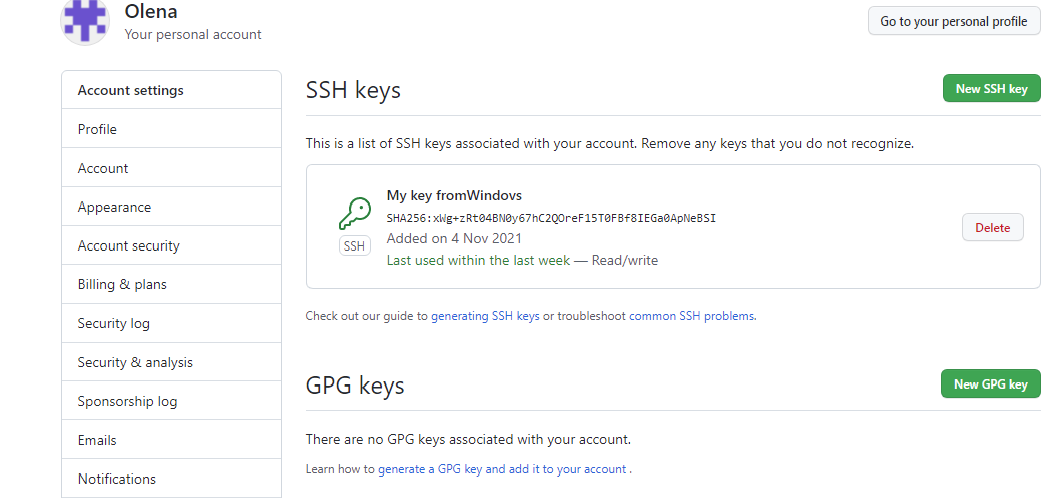 Olena
Your personal account
Go to your personal profile
Account settings
Profile
Account
Appearance
Account security
Billing & plans
Security log
Security & analysis
Sponsorship log
Emails
Notifications
SSH keys
New SSH key
This is a list of SSH keys associated with your account. Remove any keys that you do not recognize.
My key fromWindovs
SHA256:xWg+zRt04BN0y67hC2QOreF15T0FBf8IEGa0ApNeBSI
SSH
Added on 4 Nov 2021
Last used within the last week — Read/write
Delete
Check out our guide to generating SSH keys or troubleshoot common SSH problems.
GPG keys
New GPG key
There are no GPG keys associated with your account.
Learn how to generate a GPG key and add it to your account .